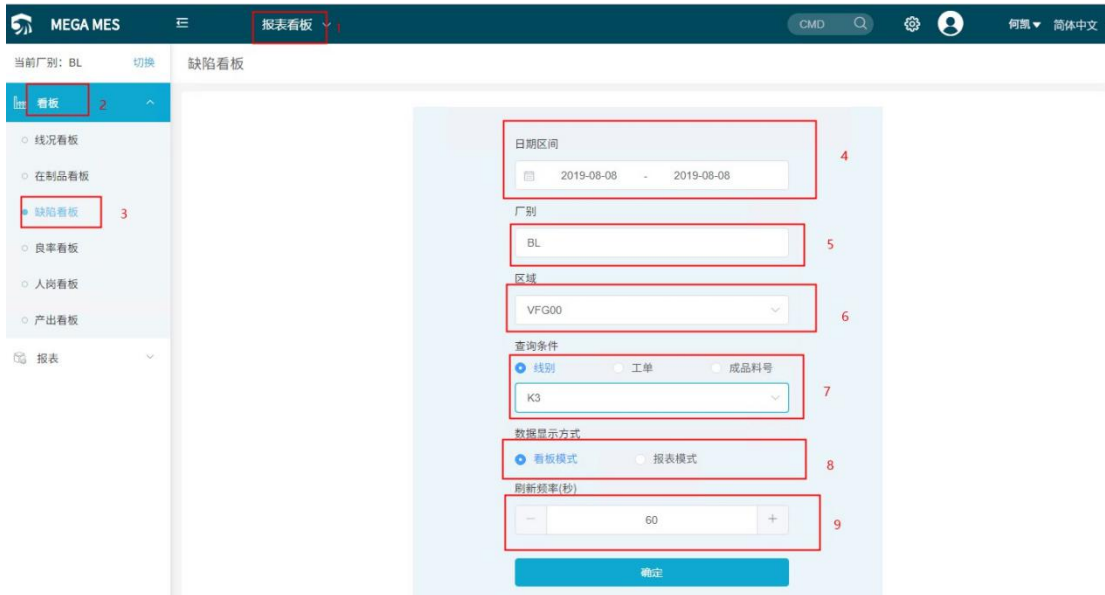 MEGA MES 报表看板 1 CMD 何凯 简体中文
当前厂别: BL 切换 缺陷看板
看板 2
线况看板
在制品看板
缺陷看板 3
良率看板
人岗看板
产出看板
报表
日期区间
2019-08-08 - 2019-08-08 4
厂别
BL 5
区域
VFG00 6
查询条件
线别 工单 成品料号
K3 7
数据显示方式
看板模式 报表模式 8
刷新频率(秒)
− 60 + 9
确定